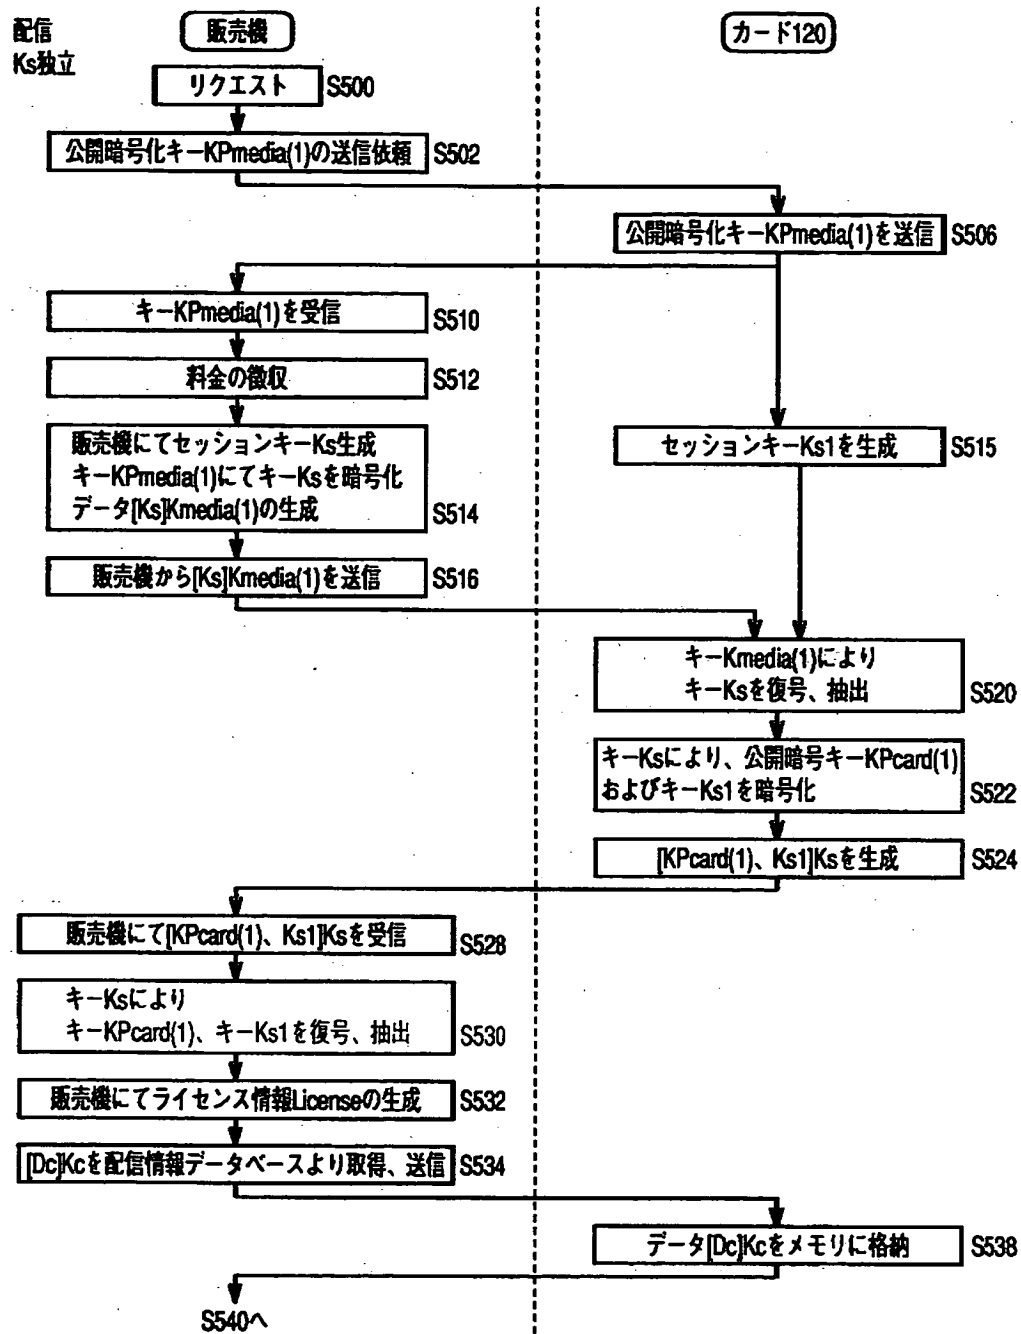 配信
Ks独立
販売機
カード120
リクエスト
S500
公開暗号化キーKPmedia(1)の送信依頼
S502
公開暗号化キーKPmedia(1)を送信
S506
キーKPmedia(1)を受信
S510
料金の徴収
S512
販売機にてセッションキーKs生成
キーKPmedia(1)にてキーKsを暗号化
データ[Ks]Kmedia(1)の生成
S514
セッションキーKs1を生成
S515
販売機から[Ks]Kmedia(1)を送信
S516
キーKmedia(1)により
キーKsを復号、抽出
S520
キーKsにより、公開暗号キーKPcard(1)
およびキーKs1を暗号化
S522
[KPcard(1)、Ks1]Ksを生成
S524
販売機にて[KPcard(1)、Ks1]Ksを受信
S528
キーKsにより
キーKPcard(1)、キーKs1を復号、抽出
S530
販売機にてライセンス情報Licenseの生成
S532
[Dc]Kcを配信情報データベースより取得、送信
S534
データ[Dc]Kcをメモリに格納
S538
S540へ